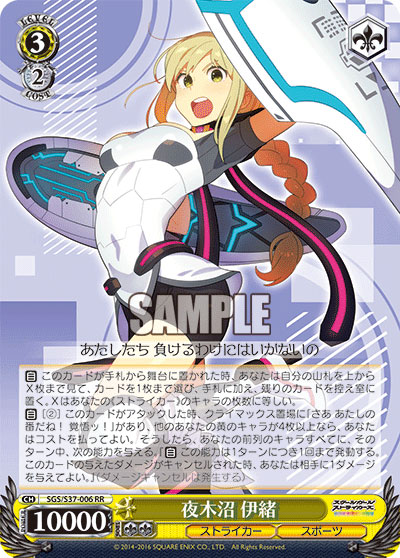 LEVEL
3
2
COST
SAMPLE
あたしたち 負けるわけにはいかないの
自 このカードが手札から舞台に置かれた時、あなたは自分の山札を上から
X枚まで見て、カードを1枚まで選び、手札に加え、残りのカードを控え室に
置く。Xはあなたの《ストライカー》のキャラの枚数に等しい。
自 [②] このカードがアタックした時、クライマックス置場に「さあ あたしの
番だね! 覚悟ッ!」があり、他のあなたの黄のキャラが4枚以上なら、あなた
はコストを払ってよい。そうしたら、あなたの前列のキャラすべてに、そのタ
ーン中、次の能力を与える。『自 この能力は1ターンにつき1回まで発動する。
このカードの与えたダメージがキャンセルされた時、あなたは相手に1ダメー
ジを与えてよい。』(ダメージキャンセルは発生する)
CH
SGS/S37-006 RR
夜木沼 伊緒
スクールガール
ストライカーズ
10000
ストライカー
スポーツ
©2014-2016 SQUARE ENIX CO., LTD. All Rights Reserved.